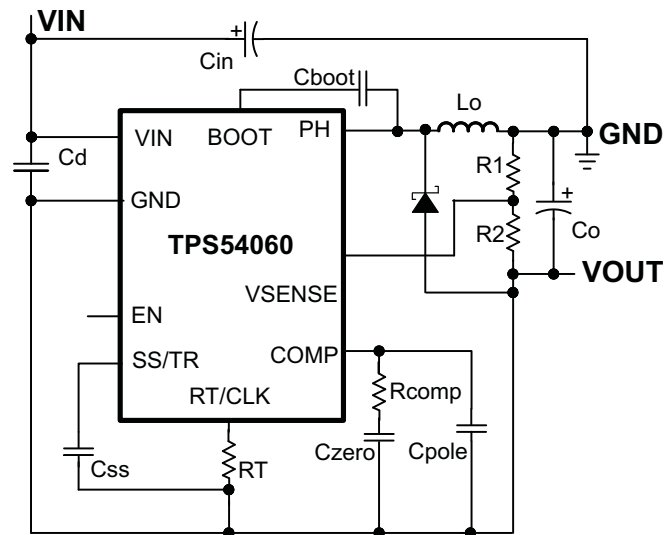 VIN
+
Cin
Cboot
Lo
VIN
BOOT
PH
GND
Cd
R1
GND
+
TPS54060
R2
Co
VOUT
VSENSE
EN
COMP
SS/TR
RT/CLK
Rcomp
Css
RT
Czero
Cpole